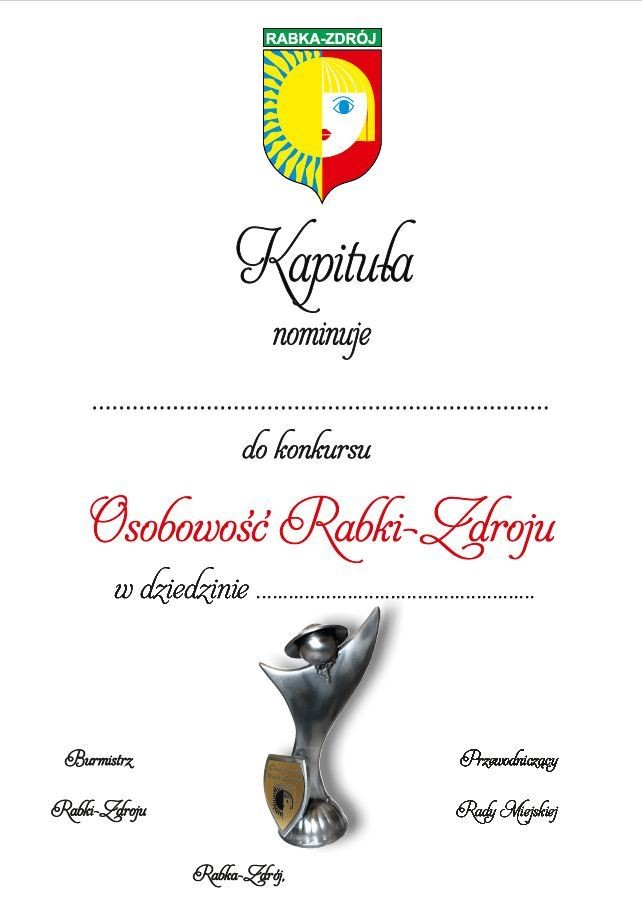 RABKA-ZDRÓJ
Kapituła
nominuje
........................................................................
do konkursu
Osobowość Rabki-Zdroju
w dziedzinie ....................................................
Burmistrz
Przewodniczący
Rabki-Zdroju
Rady Miejskiej
Rabka-Zdrój,